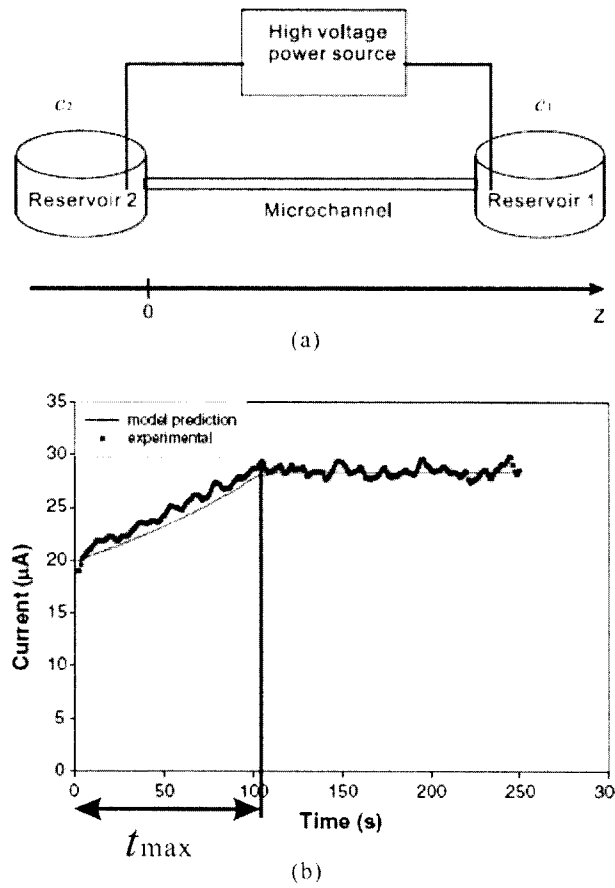 High voltage
power source
c₂
c₁
Reservoir 2
Microchannel
Reservoir 1
0
z
(a)
35
30
25
20
15
10
5
0
Current (µA)
model prediction
experimental
0
50
100
150
200
250
30
Time (s)
tmax
(b)